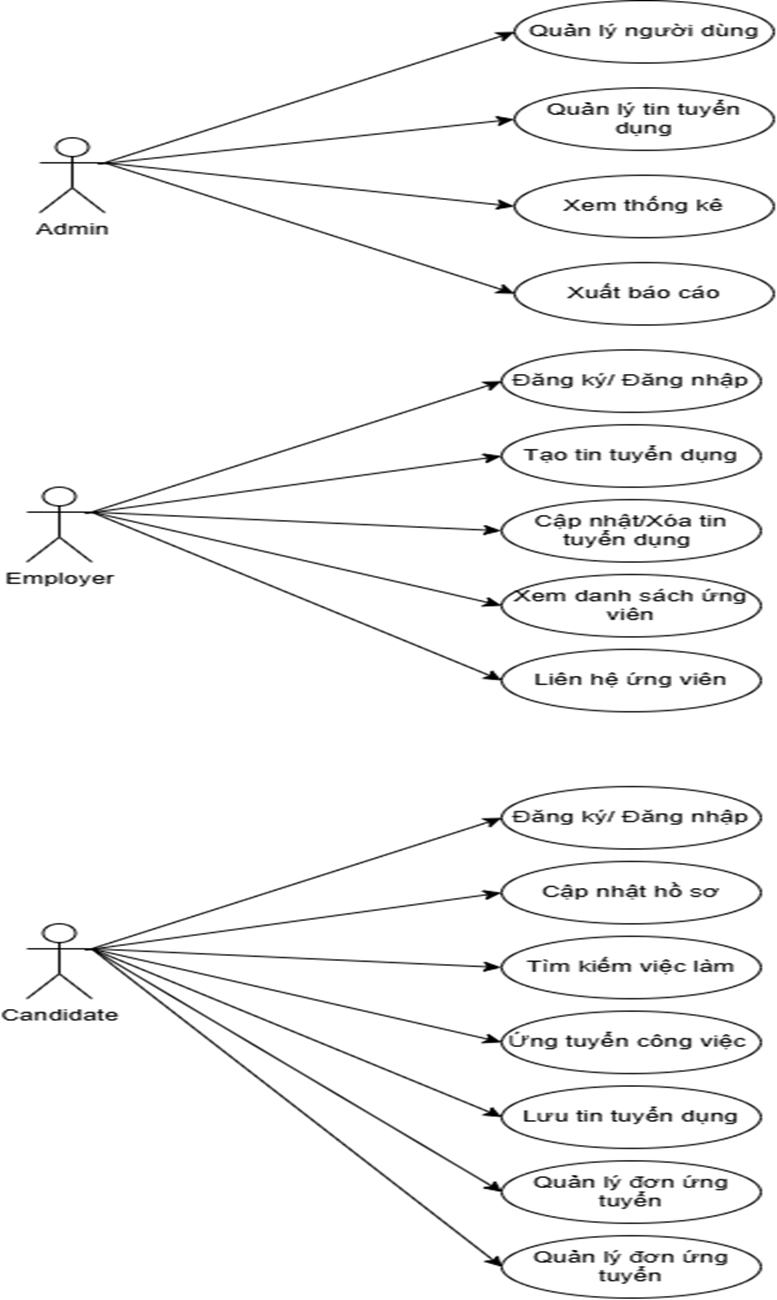 Quản lý người dùng
Quản lý tin tuyển
dụng
Xem thống kê
Xuất báo cáo
Admin
Đăng ký/ Đăng nhập
Tạo tin tuyển dụng
Cập nhật/Xóa tin
tuyển dụng
Xem danh sách ứng
viên
Liên hệ ứng viên
Employer
Đăng ký/ Đăng nhập
Cập nhật hồ sơ
Tìm kiếm việc làm
Ứng tuyển công việc
Lưu tin tuyển dụng
Quản lý đơn ứng
tuyển
Quản lý đơn ứng
tuyển
Candidate